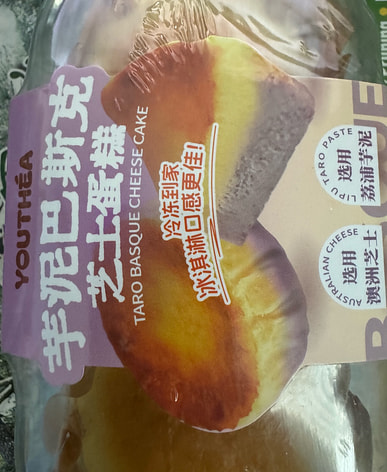 YOUTHEA
芋泥巴斯克
芝士蛋糕
TARO BASQUE CHEESE CAKE
冷冻到家
冰淇淋口感更佳!
LIPU TARO PASTE
选用
荔浦芋泥
AUSTRALIAN CHEESE
选用
澳洲芝士